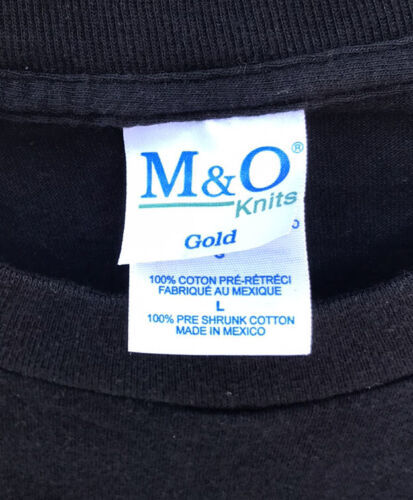 M&O®
Knits
Gold
100% COTON PRÉ-RÉTRÉCI
FABRIQUÉ AU MEXIQUE
L
100% PRE SHRUNK COTTON
MADE IN MEXICO